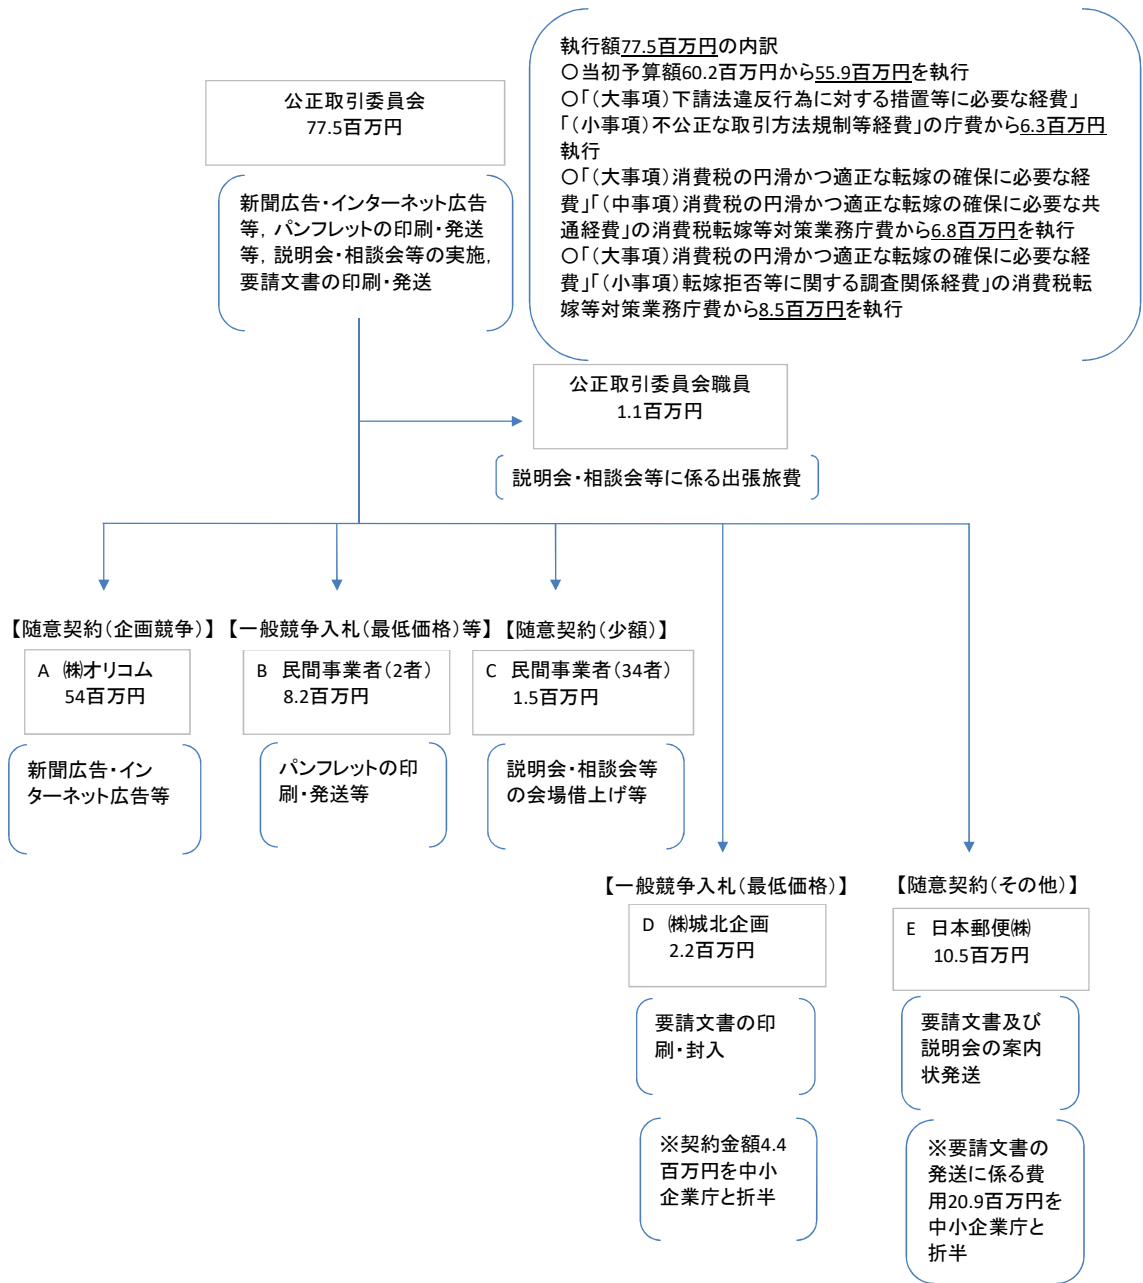 執行額77.5百万円の内訳
○当初予算額60.2百万円から55.9百万円を執行
○「(大事項)下請法違反行為に対する措置等に必要な経費」
「(小事項)不公正な取引方法規制等経費」の庁費から6.3百万円
執行
○「(大事項)消費税の円滑かつ適正な転嫁の確保に必要な経
費」「(中事項)消費税の円滑かつ適正な転嫁の確保に必要な共
通経費」の消費税転嫁等対策業務庁費から6.8百万円を執行
○「(大事項)消費税の円滑かつ適正な転嫁の確保に必要な経
費」「(小事項)転嫁拒否等に関する調査関係経費」の消費税転
嫁等対策業務庁費から8.5百万円を執行
公正取引委員会
77.5百万円
新聞広告・インターネット広告
等,パンフレットの印刷・発送
等,説明会・相談会等の実施,
要請文書の印刷・発送
公正取引委員会職員
1.1百万円
説明会・相談会等に係る出張旅費
【随意契約(企画競争)】
A ㈱オリコム
54百万円
新聞広告・イン
ターネット広告等
【一般競争入札(最低価格)等】
B 民間事業者(2者)
8.2百万円
パンフレットの印
刷・発送等
【随意契約(少額)】
C 民間事業者(34者)
1.5百万円
説明会・相談会等
の会場借上げ等
【一般競争入札(最低価格)】
D ㈱城北企画
2.2百万円
要請文書の印
刷・封入
※契約金額4.4
百万円を中小
企業庁と折半
【随意契約(その他)】
E 日本郵便㈱
10.5百万円
要請文書及び
説明会の案内
状発送
※要請文書の
発送に係る費
用20.9百万円を
中小企業庁と
折半